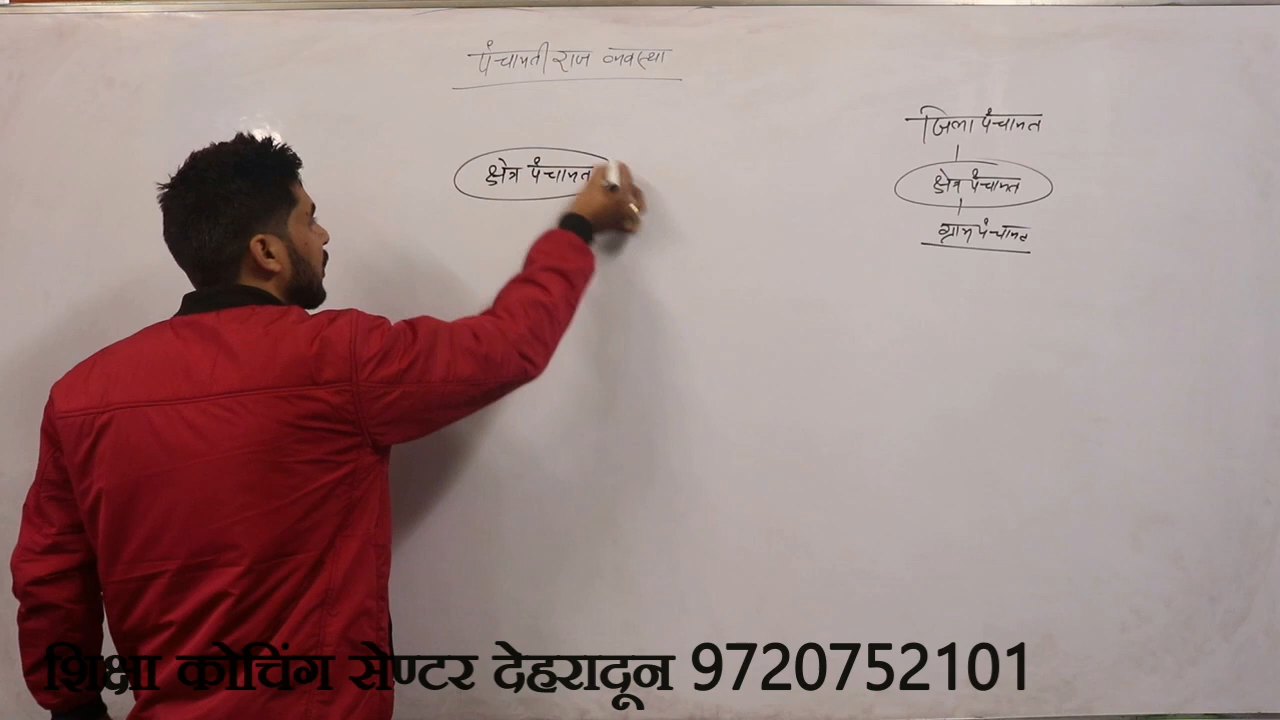 पंचायती राज व्यवस्था
क्षेत्र पंचायत
जिला पंचायत
क्षेत्र पंचायत
ग्राम पंचायत
शिक्षा कोचिंग सेण्टर देहरादून 9720752101